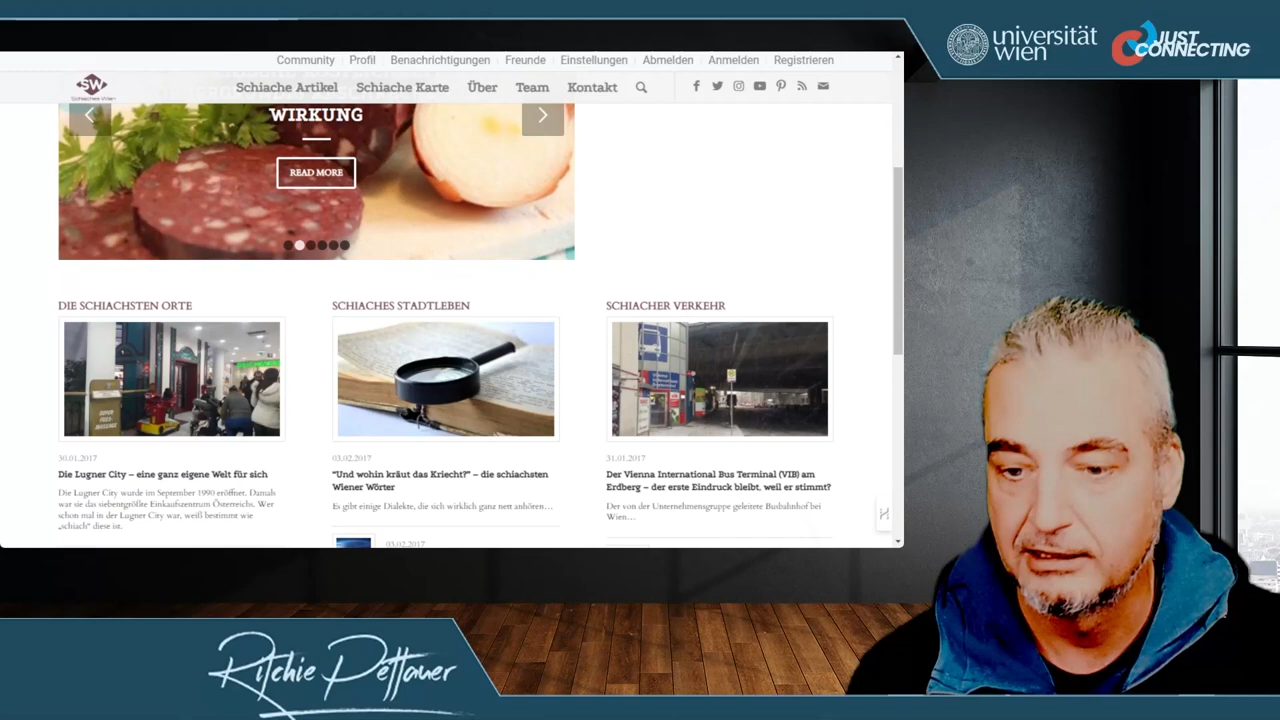 universität
wien
JUST
CONNECTING
Community Profil Benachrichtigungen Freunde Einstellungen Abmelden Anmelden Registrieren
SW
Schiaches Wien
Schiache Artikel Schiache Karte Über Team Kontakt
WIRKUNG
READ MORE
DIE SCHIACHSTEN ORTE
30.01.2017
Die Lugner City – eine ganz eigene Welt für sich
Die Lugner City wurde im September 1990 eröffnet. Damals
war sie das siebentgrößte Einkaufszentrum Österreichs. Wer
schon mal in der Lugner City war, weiß bestimmt wie
„schiach“ diese ist.
SCHIACHES STADTLEBEN
03.02.2017
“Und wohin kräut das Kriecht?” – die schiachsten
Wiener Wörter
Es gibt einige Dialekte, die sich wirklich ganz nett anhören…
03.02.2017
SCHIACHER VERKEHR
31.01.2017
Der Vienna International Bus Terminal (VIB) am
Erdberg – der erste Eindruck bleibt, weil er stimmt?
Der von der Unternehmensgruppe geleitete Busbahnhof bei
Wien…
Ritchie Pettauer